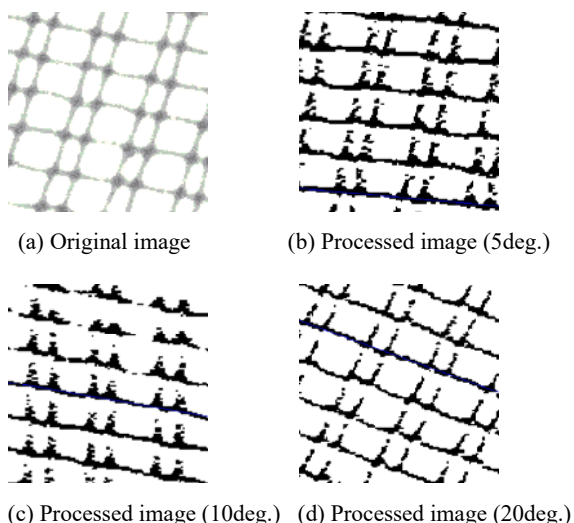 (a) Original image
(b) Processed image (5deg.)
(c) Processed image (10deg.)
(d) Processed image (20deg.)